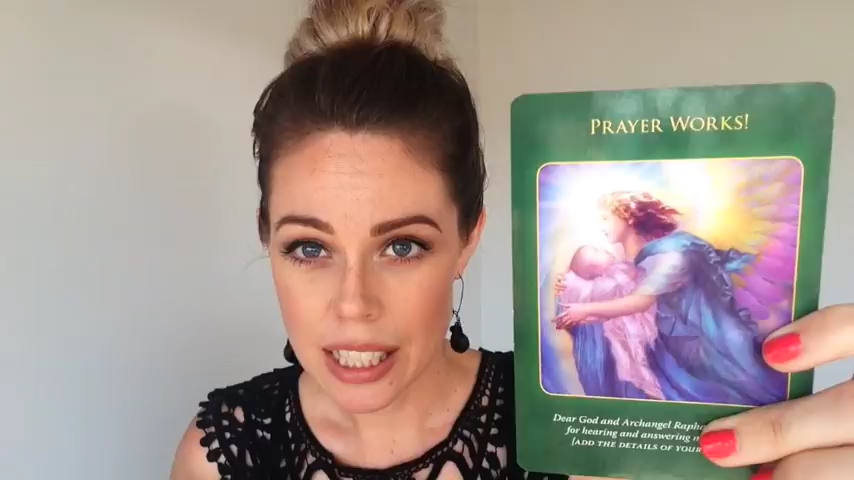 PRAYER WORKS!
DEAR GOD AND ARCHANGEL
FOR HEARING AND ANSWERING
[ADD THE DETAILS OF YOUR